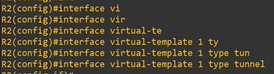 R2(config)#interface vi
R2(config)#interface vir
R2(config)#interface virtual-te
R2(config)#interface virtual-template 1 ty
R2(config)#interface virtual-template 1 type tun
R2(config)#interface virtual-template 1 type tunnel